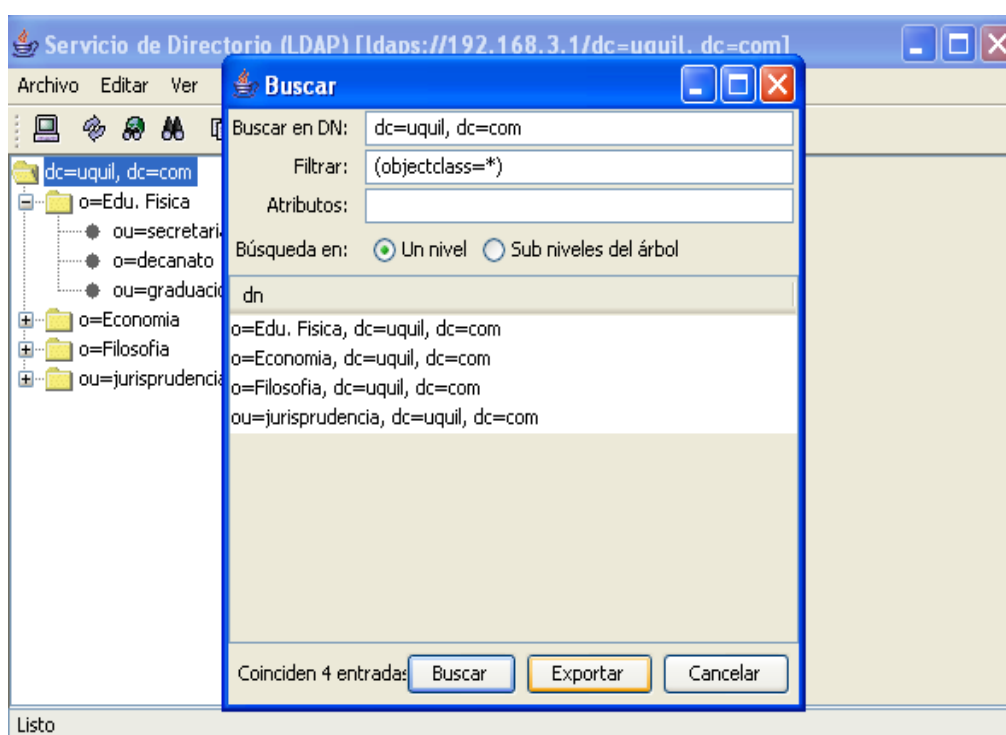 Servicio de Directorio (LDAP) [ldaps://192.168.3.1/dc=uquil, dc=com]
Archivo Editar Ver
dc=uquil, dc=com
o=Edu. Fisica
ou=secretari
o=decanato
ou=graduacio
o=Economia
o=Filosofia
ou=jurisprudencia
Buscar
Buscar en DN: dc=uquil, dc=com
Filtrar: (objectclass=*)
Atributos:
Búsqueda en: Un nivel Sub niveles del árbol
dn
o=Edu. Fisica, dc=uquil, dc=com
o=Economia, dc=uquil, dc=com
o=Filosofia, dc=uquil, dc=com
ou=jurisprudencia, dc=uquil, dc=com
Coinciden 4 entradas Buscar Exportar Cancelar
Listo